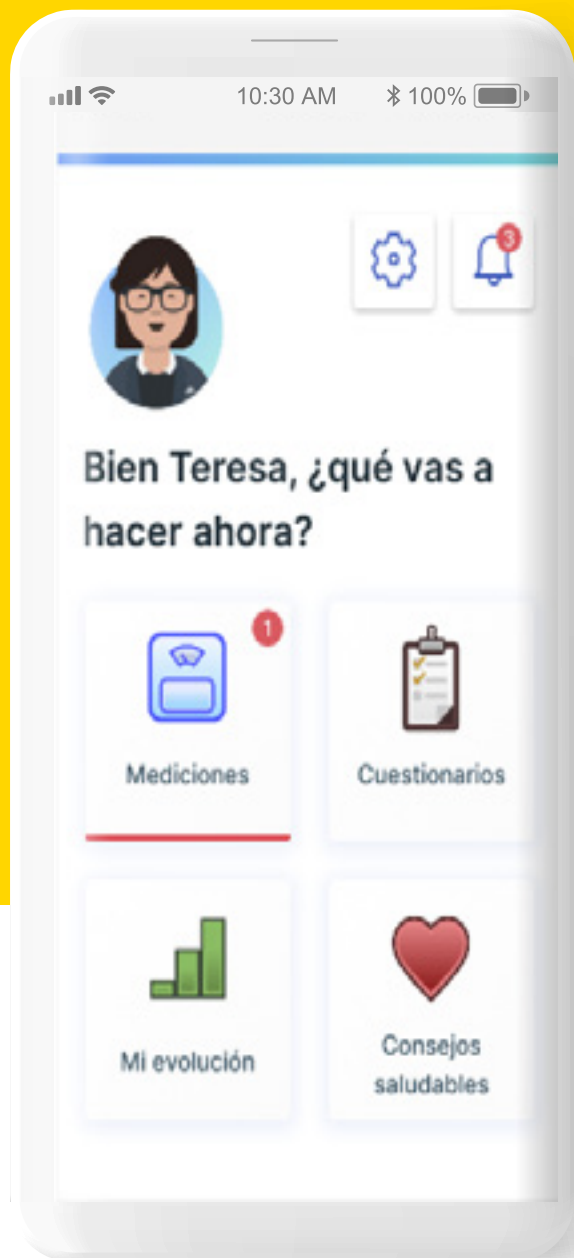 10:30 AM
100%
3
Bien Teresa, ¿qué vas a
hacer ahora?
1
Mediciones
Cuestionarios
Mi evolución
Consejos
saludables